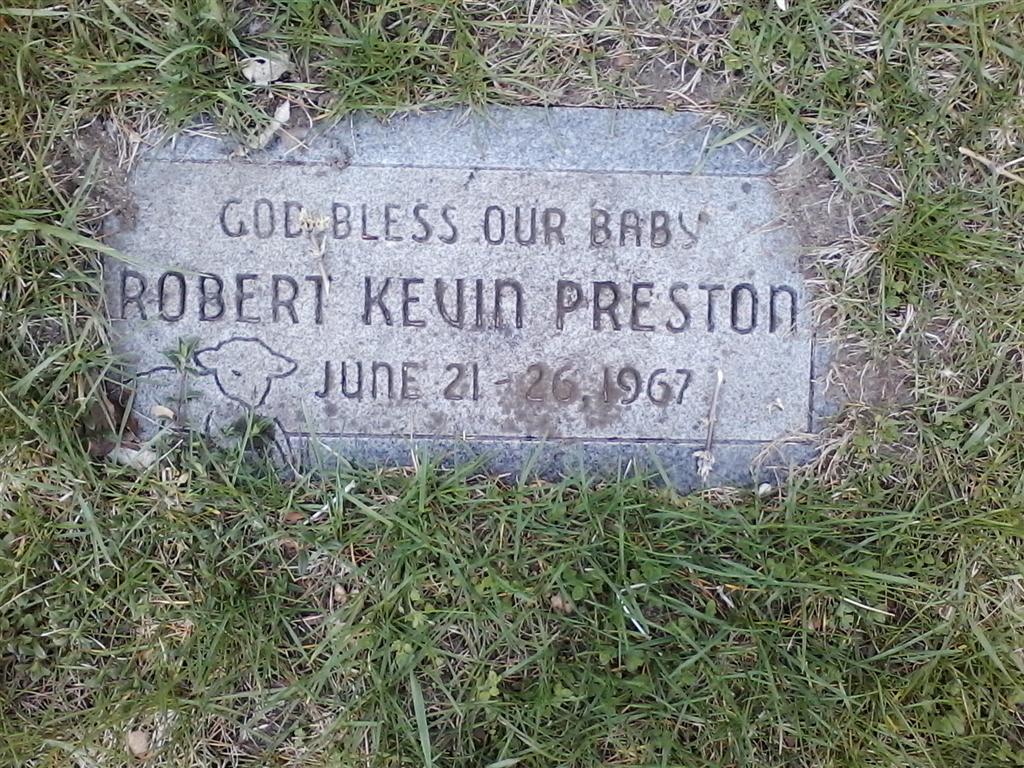 GOD BLESS OUR BABY
ROBERT KEVIN PRESTON
JUNE 21 - 26, 1967